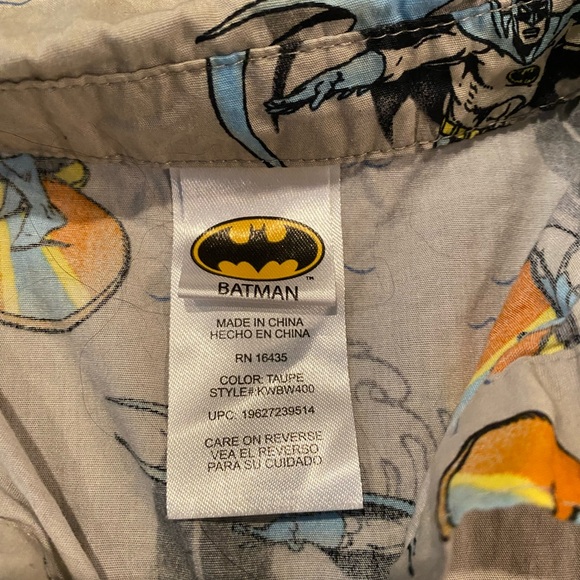 TM
BATMAN
MADE IN CHINA
HECHO EN CHINA
RN 16435
COLOR: TAUPE
STYLE#:KWBW400
UPC: 19627239514
CARE ON REVERSE
VEA EL REVERSO
PARA SU CUIDADO